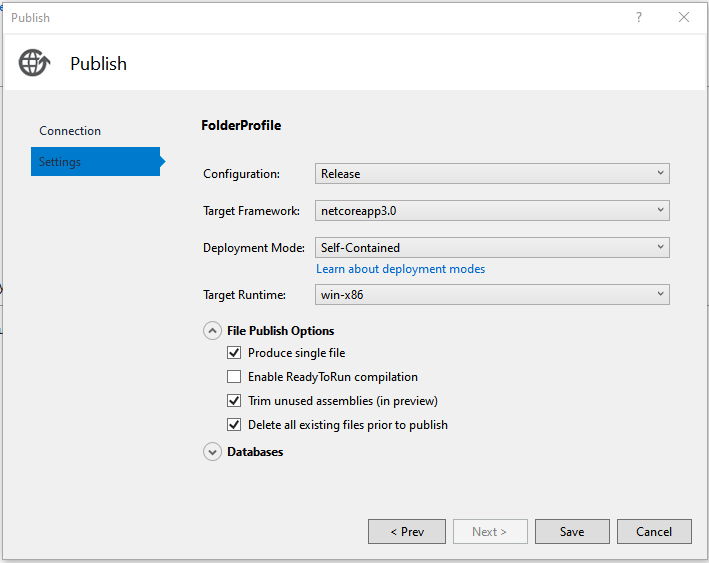 Publish
?
Publish
Connection
Settings
FolderProfile
Configuration: Release
Target Framework: netcoreapp3.0
Deployment Mode: Self-Contained
Learn about deployment modes
Target Runtime: win-x86
File Publish Options
Produce single file
Enable ReadyToRun compilation
Trim unused assemblies (in preview)
Delete all existing files prior to publish
Databases
< Prev Next > Save Cancel